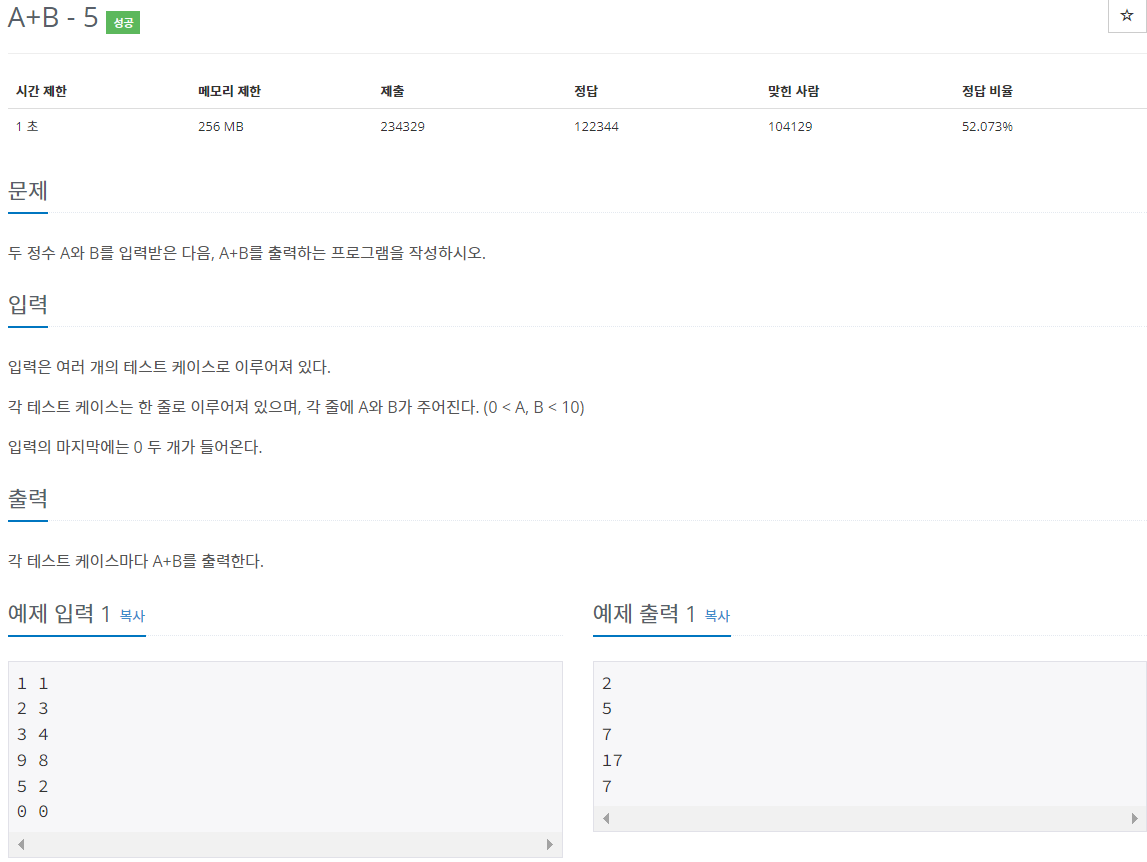 A+B - 5 성공
☆
시간 제한 메모리 제한 제출 정답 맞힌 사람 정답 비율
1 초 256 MB 234329 122344 104129 52.073%
문제
두 정수 A와 B를 입력받은 다음, A+B를 출력하는 프로그램을 작성하시오.
입력
입력은 여러 개의 테스트 케이스로 이루어져 있다.
각 테스트 케이스는 한 줄로 이루어져 있으며, 각 줄에 A와 B가 주어진다. (0 < A, B < 10)
입력의 마지막에는 0 두 개가 들어온다.
출력
각 테스트 케이스마다 A+B를 출력한다.
예제 입력 1 복사
1 1
2 3
3 4
9 8
5 2
0 0
예제 출력 1 복사
2
5
7
17
7